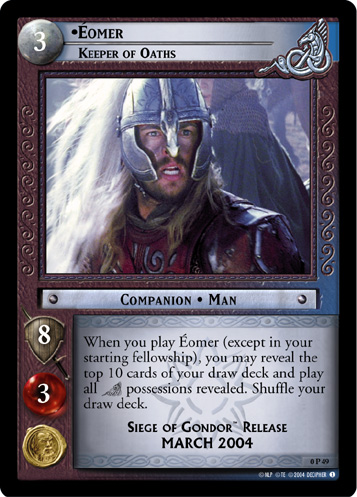 3
•Éomer
Keeper of Oaths
Companion • Man
8
3
When you play Éomer (except in your
starting fellowship), you may reveal the
top 10 cards of your draw deck and play
all possessions revealed. Shuffle your
draw deck.
Siege of Gondor™ Release
MARCH 2004
0 P 49
© NLP ™ © TE ® 2004 DECIPHER